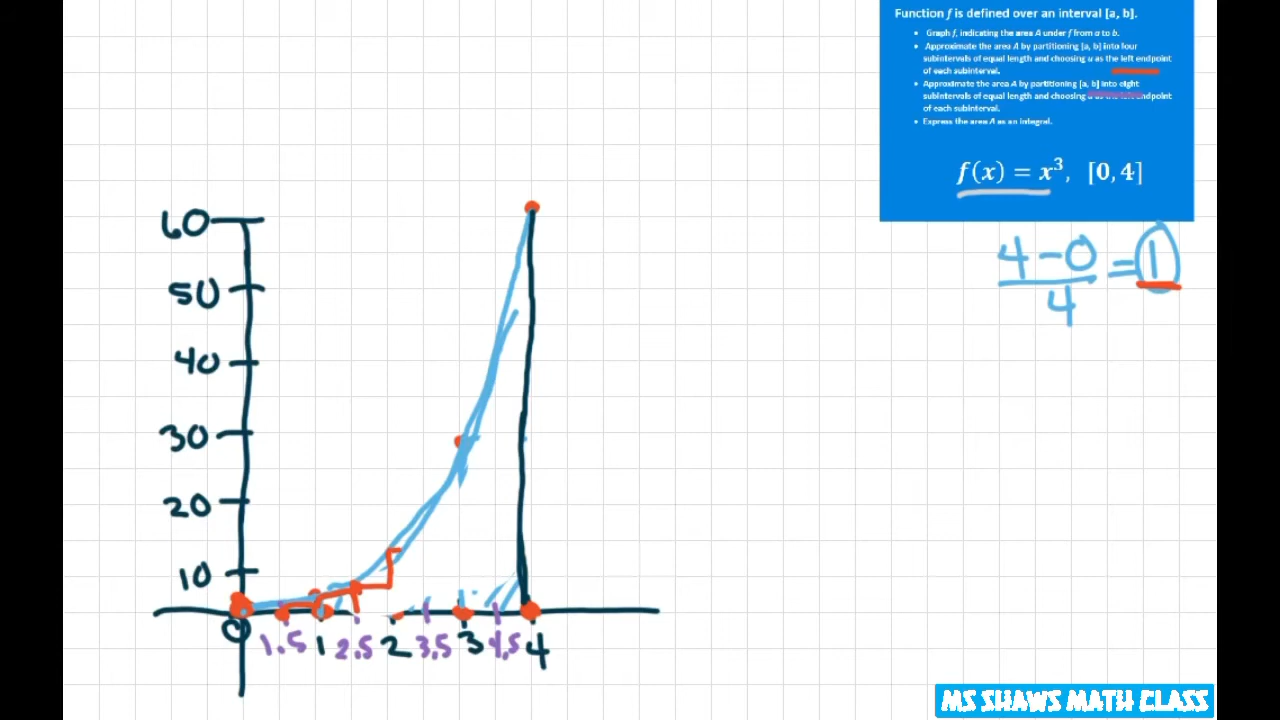 Function f is defined over an interval [a, b].
• Graph f, indicating the area A under f from a to b.
• Approximate the area A by partitioning [a, b] into four
subintervals of equal length and choosing u as the left endpoint
of each subinterval.
• Approximate the area A by partitioning [a, b] into eight
subintervals of equal length and choosing u as the left endpoint
of each subinterval.
• Express the area A as an integral.
f(x) = x³, [0, 4]
4-0
4
=1
60
50
40
30
20
10
0 1.5 1 2.5 2 3.5 3 4.5 4
MS SHAWS MATH CLASS